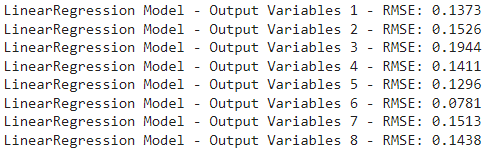 LinearRegression Model - Output Variables 1 - RMSE: 0.1373
LinearRegression Model - Output Variables 2 - RMSE: 0.1526
LinearRegression Model - Output Variables 3 - RMSE: 0.1944
LinearRegression Model - Output Variables 4 - RMSE: 0.1411
LinearRegression Model - Output Variables 5 - RMSE: 0.1296
LinearRegression Model - Output Variables 6 - RMSE: 0.0781
LinearRegression Model - Output Variables 7 - RMSE: 0.1513
LinearRegression Model - Output Variables 8 - RMSE: 0.1438